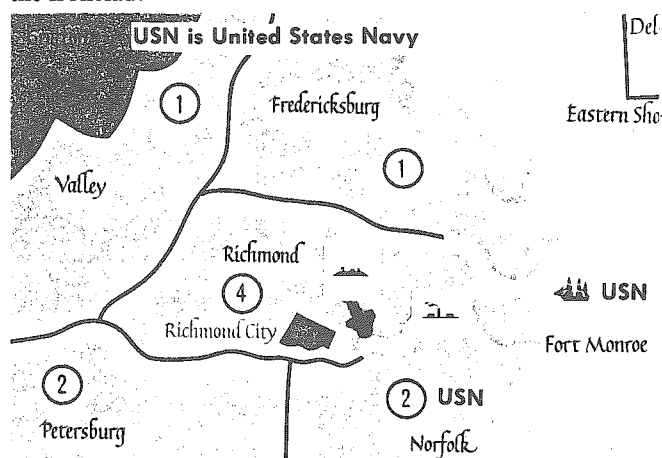 USN is United States Navy
Del-
1
Fredericksburg
Eastern Sho
1
Valley
Richmond
4
USN
Richmond City
Fort Monroe
2
2 USN
Petersburg
Norfolk